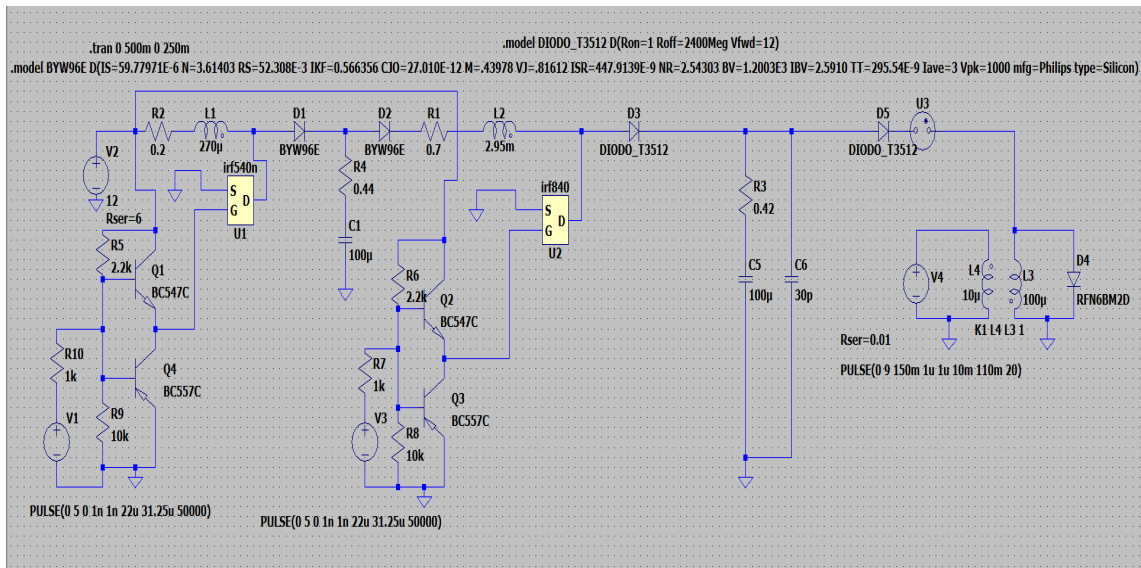 .tran 0 500m 0 250m
.model DIODO_T3512 D(Ron=1 Roff=2400Meg Vfwd=12)
.model BYW96E D(IS=59.77971E-6 N=3.61403 RS=52.308E-3 IKF=0.566356 CJO=27.010E-12 M=.43978 VJ=.81612 ISR=447.9139E-9 NR=2.54303 BV=1.2003E3 IBV=2.5910 TT=295.54E-9 Iave=3 Vpk=1000 mfg=Philips type=Silicon)
R2
0.2
L1
270µ
D1
BYW96E
D2
BYW96E
R1
0.7
L2
2.95m
D3
DIODO_T3512
D5
DIODO_T3512
U3
V2
12
Rser=6
irf540n
S
D
G
U1
R4
0.44
C1
100µ
irf840
S
D
G
U2
R3
0.42
C5
100µ
C6
30p
R5
2.2k
Q1
BC547C
R6
2.2k
Q2
BC547C
V4
L4
10µ
L3
100µ
D4
RFN6BM2D
K1 L4 L3 1
Rser=0.01
PULSE(0 9 150m 1u 1u 10m 110m 20)
R10
1k
Q4
BC557C
R7
1k
Q3
BC557C
V1
R9
10k
V3
R8
10k
PULSE(0 5 0 1n 1n 22u 31.25u 50000)
PULSE(0 5 0 1n 1n 22u 31.25u 50000)